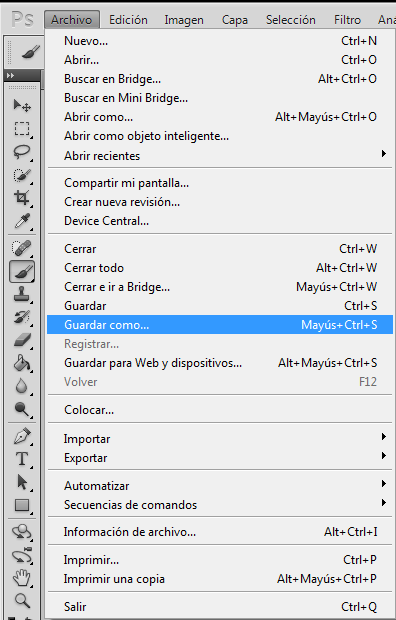 Ps Archivo Edición Imagen Capa Selección Filtro
Nuevo... Ctrl+N
Abrir... Ctrl+O
Buscar en Bridge... Alt+Ctrl+O
Buscar en Mini Bridge...
Abrir como... Alt+Mayús+Ctrl+O
Abrir como objeto inteligente...
Abrir recientes
Compartir mi pantalla...
Crear nueva revisión...
Device Central...
Cerrar Ctrl+W
Cerrar todo Alt+Ctrl+W
Cerrar e ir a Bridge... Mayús+Ctrl+W
Guardar Ctrl+S
Guardar como... Mayús+Ctrl+S
Registrar...
Guardar para Web y dispositivos... Alt+Mayús+Ctrl+S
Volver F12
Colocar...
Importar
Exportar
Automatizar
Secuencias de comandos
Información de archivo... Alt+Ctrl+I
Imprimir... Ctrl+P
Imprimir una copia Alt+Mayús+Ctrl+P
Salir Ctrl+Q